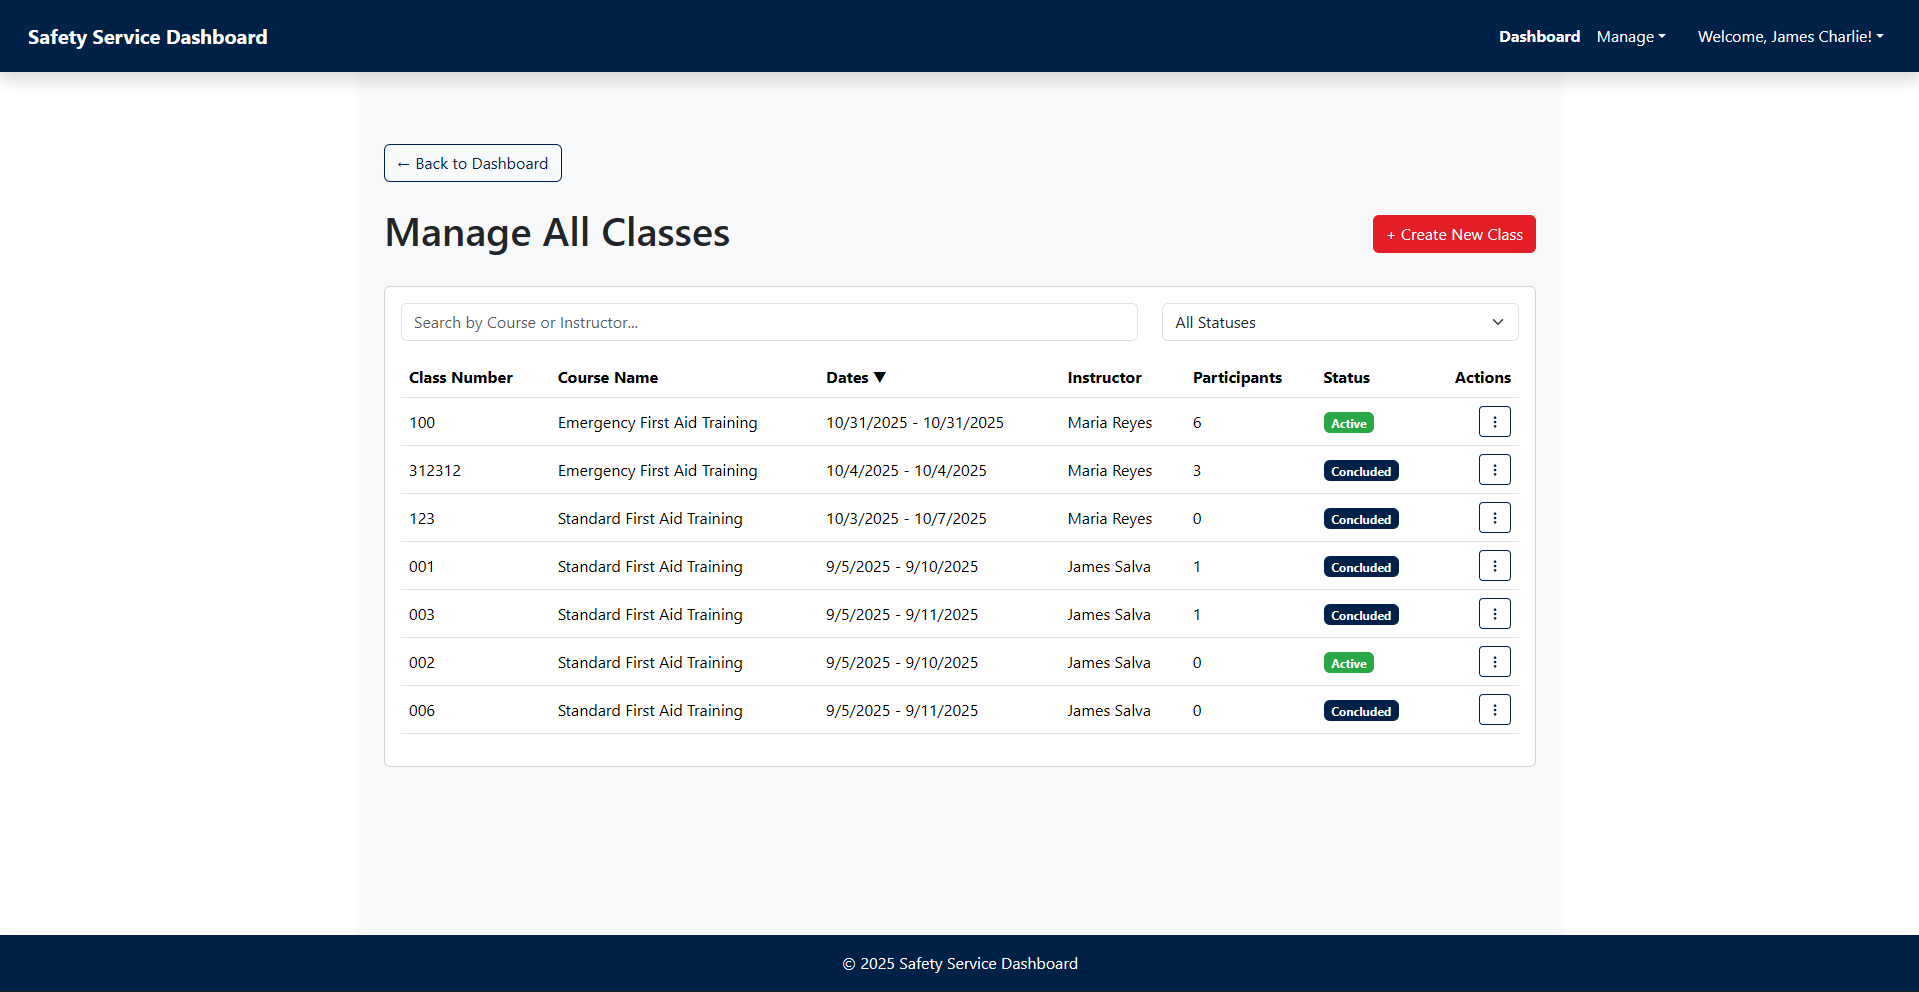 Safety Service Dashboard Dashboard Manage Welcome, James Charlie!
← Back to Dashboard
Manage All Classes + Create New Class
Search by Course or Instructor... All Statuses
Class Number Course Name Dates ▼ Instructor Participants Status Actions
100 Emergency First Aid Training 10/31/2025 - 10/31/2025 Maria Reyes 6 Active
312312 Emergency First Aid Training 10/4/2025 - 10/4/2025 Maria Reyes 3 Concluded
123 Standard First Aid Training 10/3/2025 - 10/7/2025 Maria Reyes 0 Concluded
001 Standard First Aid Training 9/5/2025 - 9/10/2025 James Salva 1 Concluded
003 Standard First Aid Training 9/5/2025 - 9/11/2025 James Salva 1 Concluded
002 Standard First Aid Training 9/5/2025 - 9/10/2025 James Salva 0 Active
006 Standard First Aid Training 9/5/2025 - 9/11/2025 James Salva 0 Concluded
© 2025 Safety Service Dashboard